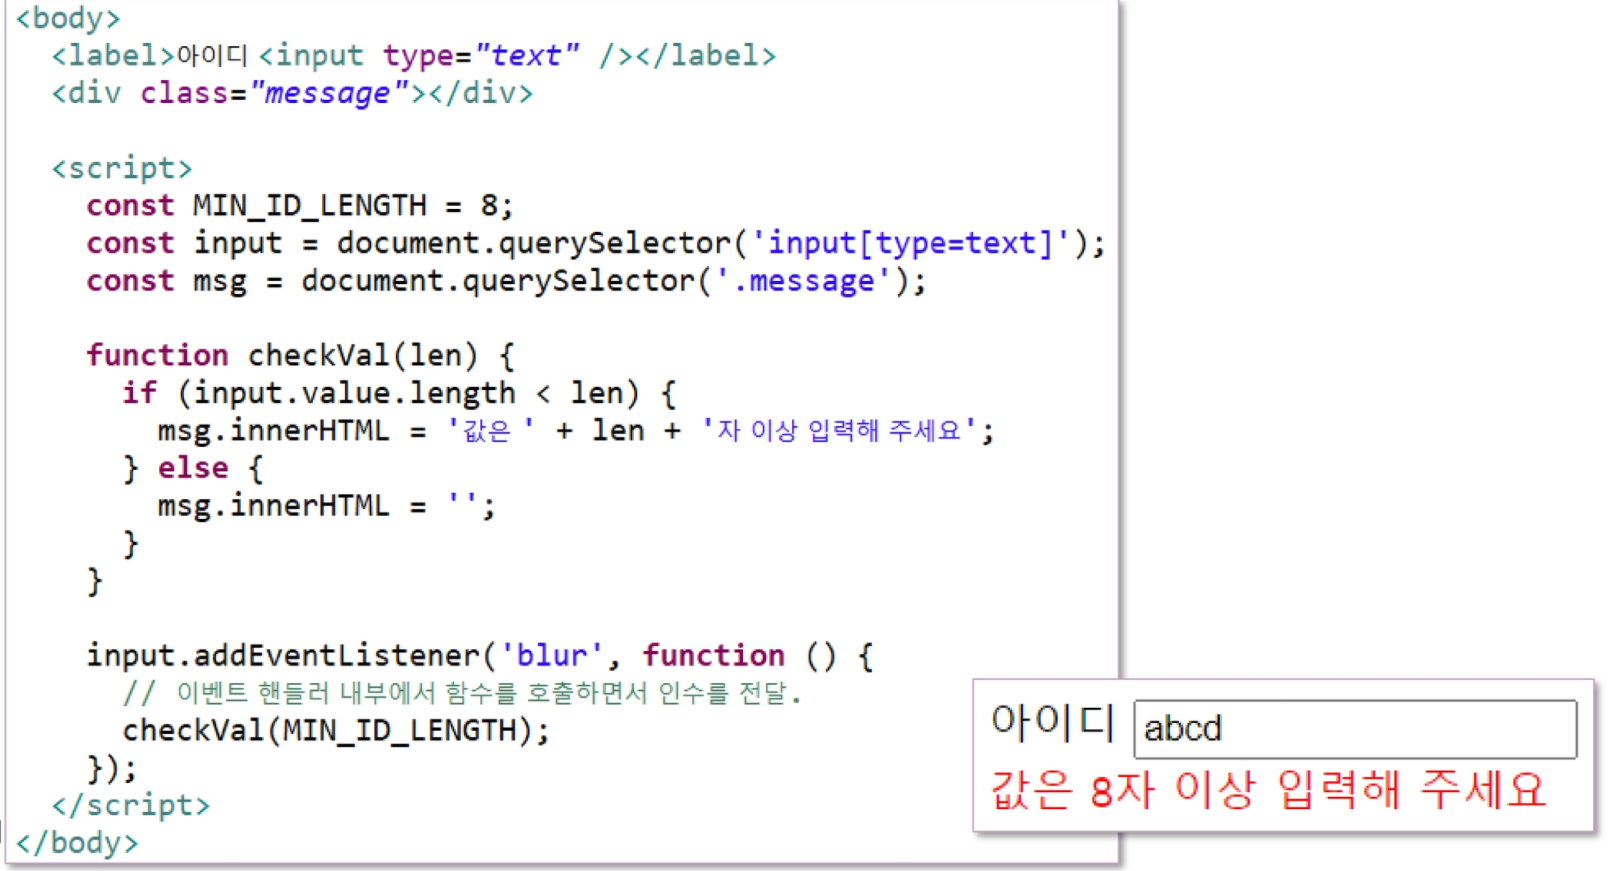 <body>
  <label>아이디 <input type="text" /></label>
  <div class="message"></div>

  <script>
    const MIN_ID_LENGTH = 8;
    const input = document.querySelector('input[type=text]');
    const msg = document.querySelector('.message');

    function checkVal(len) {
      if (input.value.length < len) {
        msg.innerHTML = '값은 ' + len + '자 이상 입력해 주세요';
      } else {
        msg.innerHTML = '';
      }
    }

    input.addEventListener('blur', function () {
      // 이벤트 핸들러 내부에서 함수를 호출하면서 인수를 전달.
      checkVal(MIN_ID_LENGTH);
    });
  </script>
</body>
아이디 abcd
값은 8자 이상 입력해 주세요